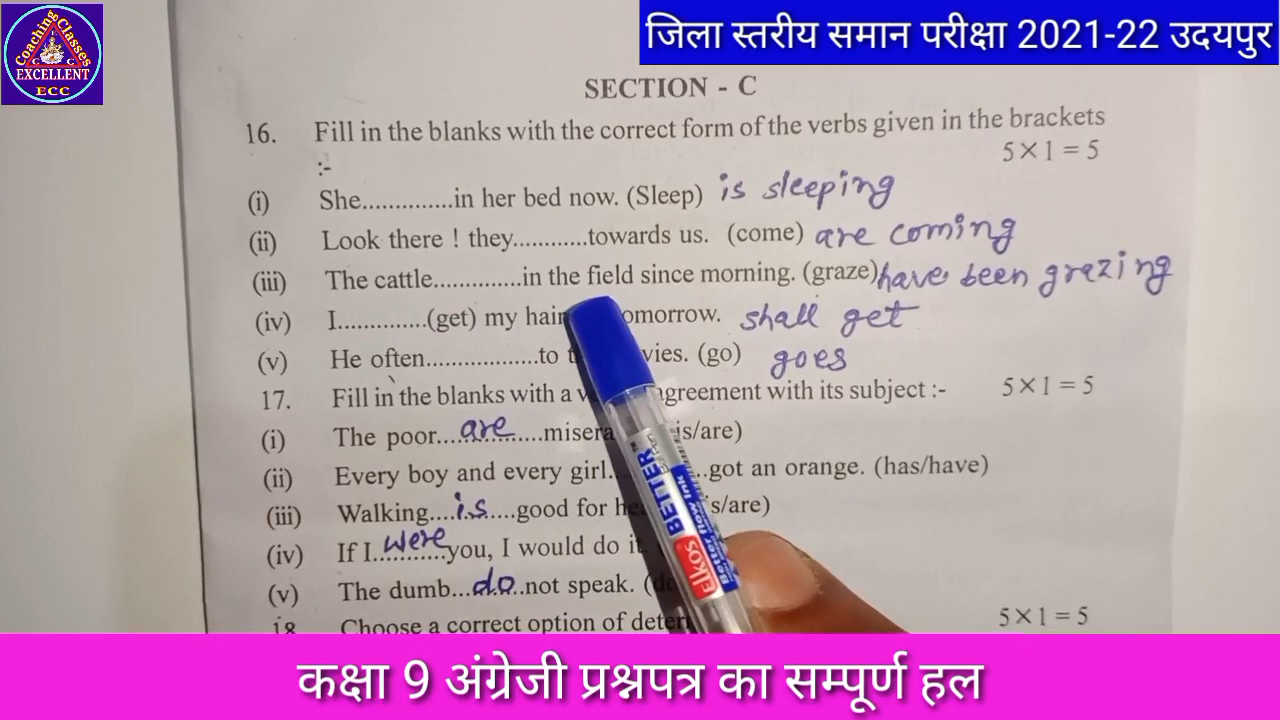 Coaching Classes
C C
EXCELLENT
ECC
जिला स्तरीय समान परीक्षा 2021-22 उदयपुर
SECTION - C
16. Fill in the blanks with the correct form of the verbs given in the brackets
:- 5×1=5
(i) She..............in her bed now. (Sleep) is sleeping
(ii) Look there ! they............towards us. (come) are coming
(iii) The cattle..............in the field since morning. (graze) have been grazing
(iv) I..............(get) my hair omorrow. shall get
(v) He often..................to vies. (go) goes
17. Fill in the blanks with a agreement with its subject :- 5×1=5
(i) The poor....are......misera is/are)
(ii) Every boy and every girl. ..got an orange. (has/have)
(iii) Walking....is.....good for he s/are)
(iv) If I were you, I would do it
(v) The dumb...do..not speak.
18 Choose a correct option of deter 5×1=5
ELKOS BETTER
Better flow ink
कक्षा 9 अंग्रेजी प्रश्नपत्र का सम्पूर्ण हल